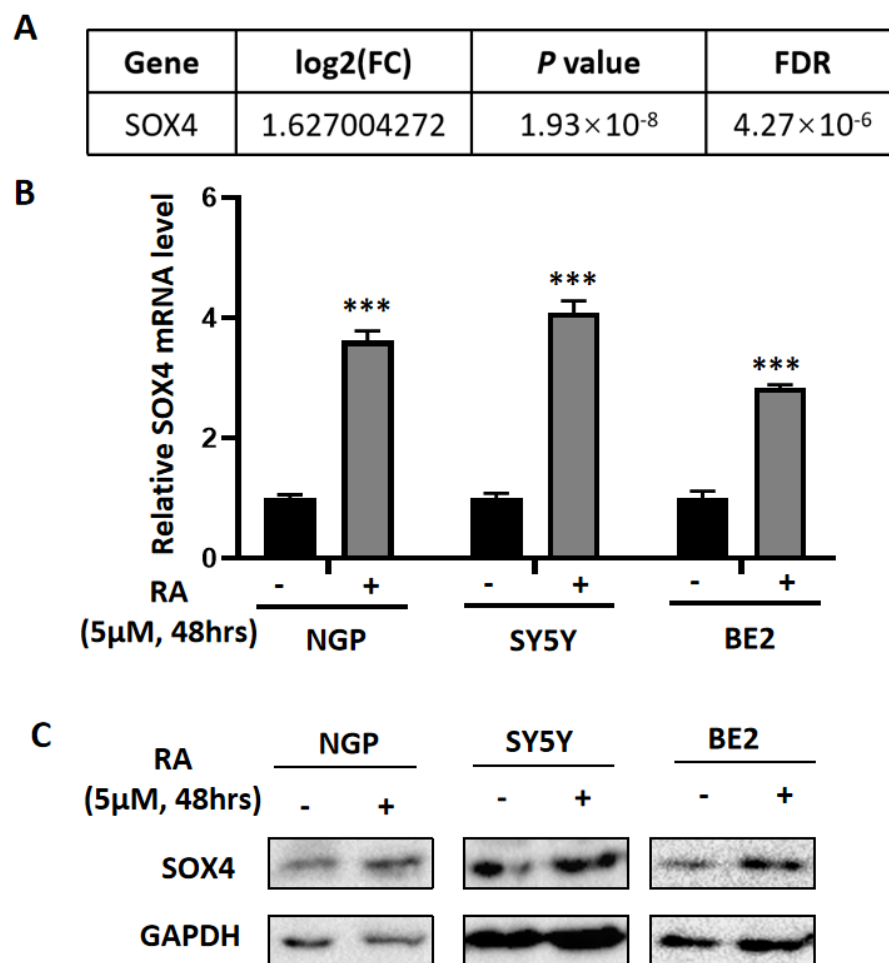 A
Gene log2(FC) P value FDR
SOX4 1.627004272 1.93×10⁻⁸ 4.27×10⁻⁶
B
Relative SOX4 mRNA level
6
4
2
0
*** *** ***
RA - + - + - +
(5μM, 48hrs) NGP SY5Y BE2
C
NGP SY5Y BE2
RA
(5μM, 48hrs) - + - + - +
SOX4
GAPDH